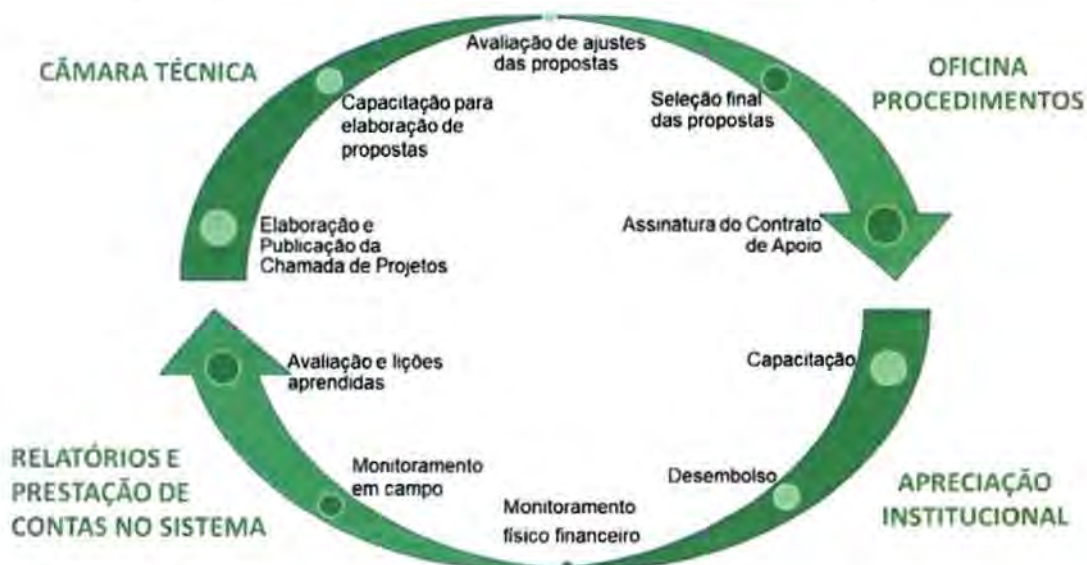 CÂMARA TÉCNICA
Avaliação de ajustes
das propostas
OFICINA
PROCEDIMENTOS
Capacitação para
elaboração de
propostas
Seleção final
das propostas
Elaboração e
Publicação da
Chamada de Projetos
Assinatura do Contrato
de Apoio
Avaliação e lições
aprendidas
Capacitação
RELATÓRIOS E
PRESTAÇÃO DE
CONTAS NO SISTEMA
Monitoramento
em campo
Monitoramento
físico financeiro
Desembolso
APRECIAÇÃO
INSTITUCIONAL